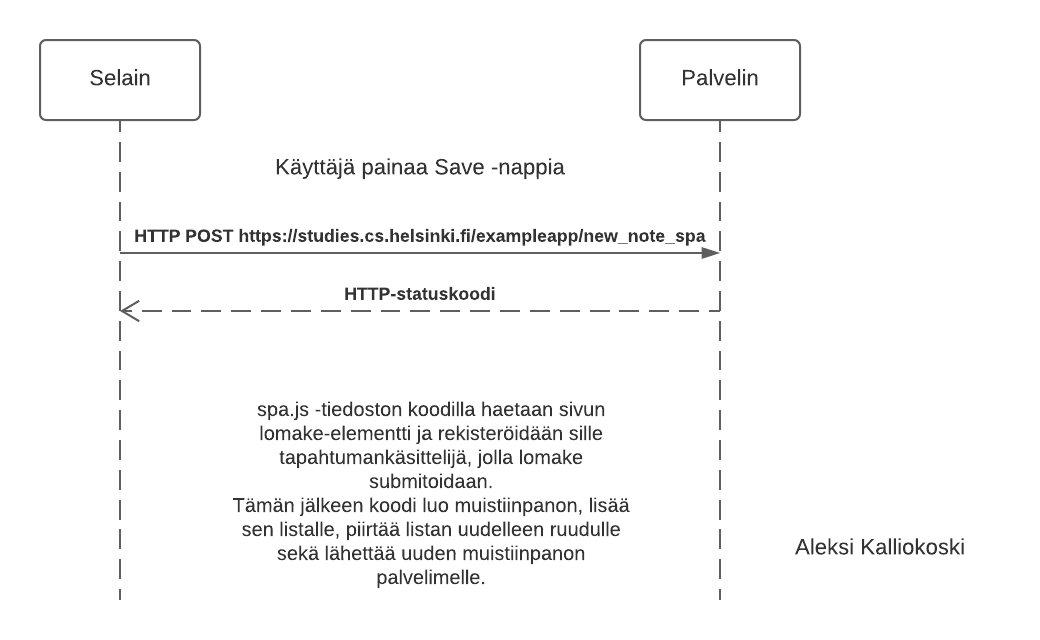 Selain
Palvelin
Käyttäjä painaa Save -nappia
HTTP POST https://studies.cs.helsinki.fi/exampleapp/new_note_spa
HTTP-statuskoodi
spa.js -tiedoston koodilla haetaan sivun
lomake-elementti ja rekisteröidään sille
tapahtumankäsittelijä, jolla lomake
submitoidaan.
Tämän jälkeen koodi luo muistiinpanon, lisää
sen listalle, piirtää listan uudelleen ruudulle
sekä lähettää uuden muistiinpanon
palvelimelle.
Aleksi Kalliokoski